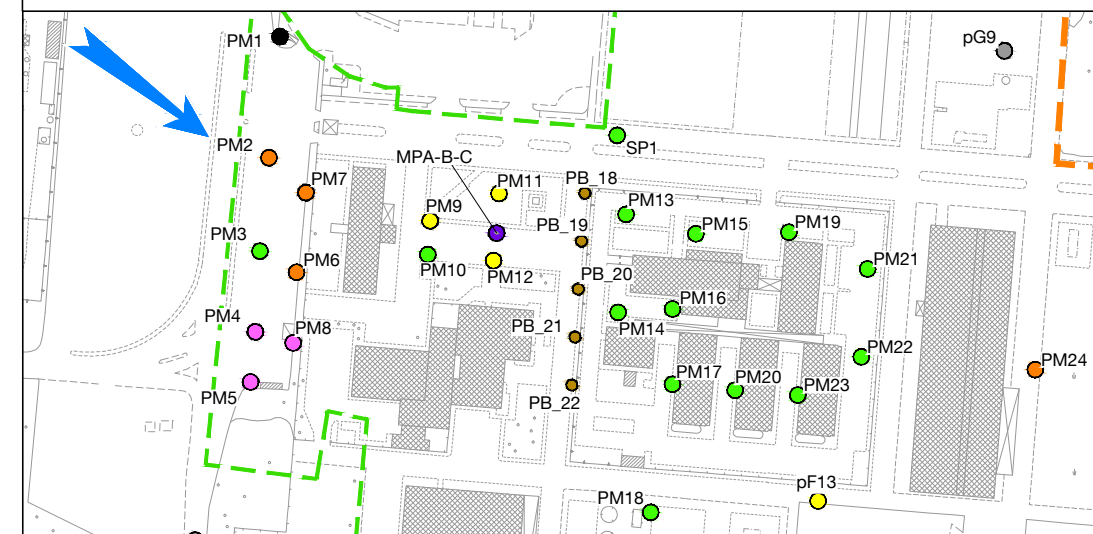 PM1
pG9
PM2
MPA-B-C
SP1
PM7
PM11
PB_18
PM9
PM13
PB_19
PM15
PM19
PM3
PM6
PM10
PM12
PB_20
PM21
PM4
PM8
PM16
PB_21
PM14
PM22
PM24
PM5
PM17
PM20
PM23
PB_22
pF13
PM18